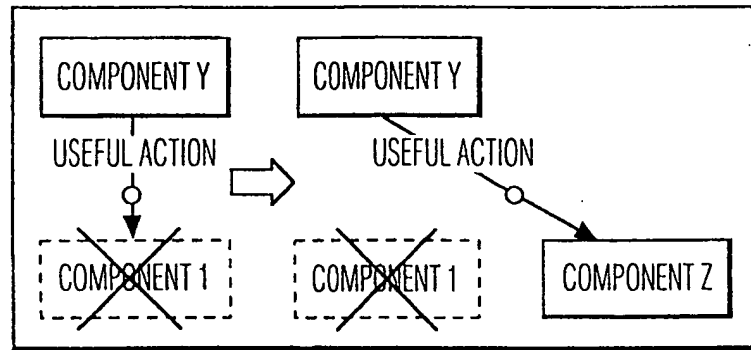 COMPONENT Y
COMPONENT Y
USEFUL ACTION
USEFUL ACTION
COMPONENT 1
COMPONENT 1
COMPONENT Z